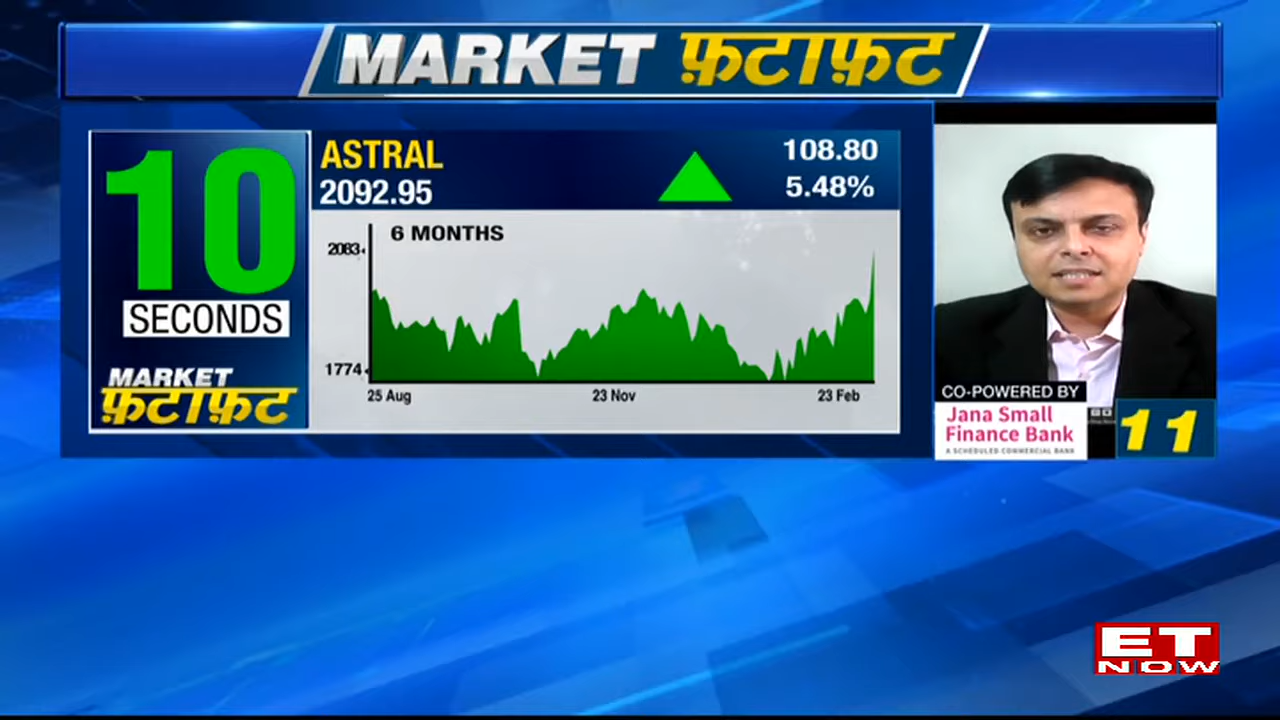 MARKET फ़टाफ़ट
10
SECONDS
MARKET
फ़टाफ़ट
ASTRAL
2092.95
108.80
5.48%
6 MONTHS
2083
1774
25 Aug
23 Nov
23 Feb
CO-POWERED BY
Jana Small
Finance Bank
A SCHEDULED COMMERCIAL BANK
11
ET
NOW